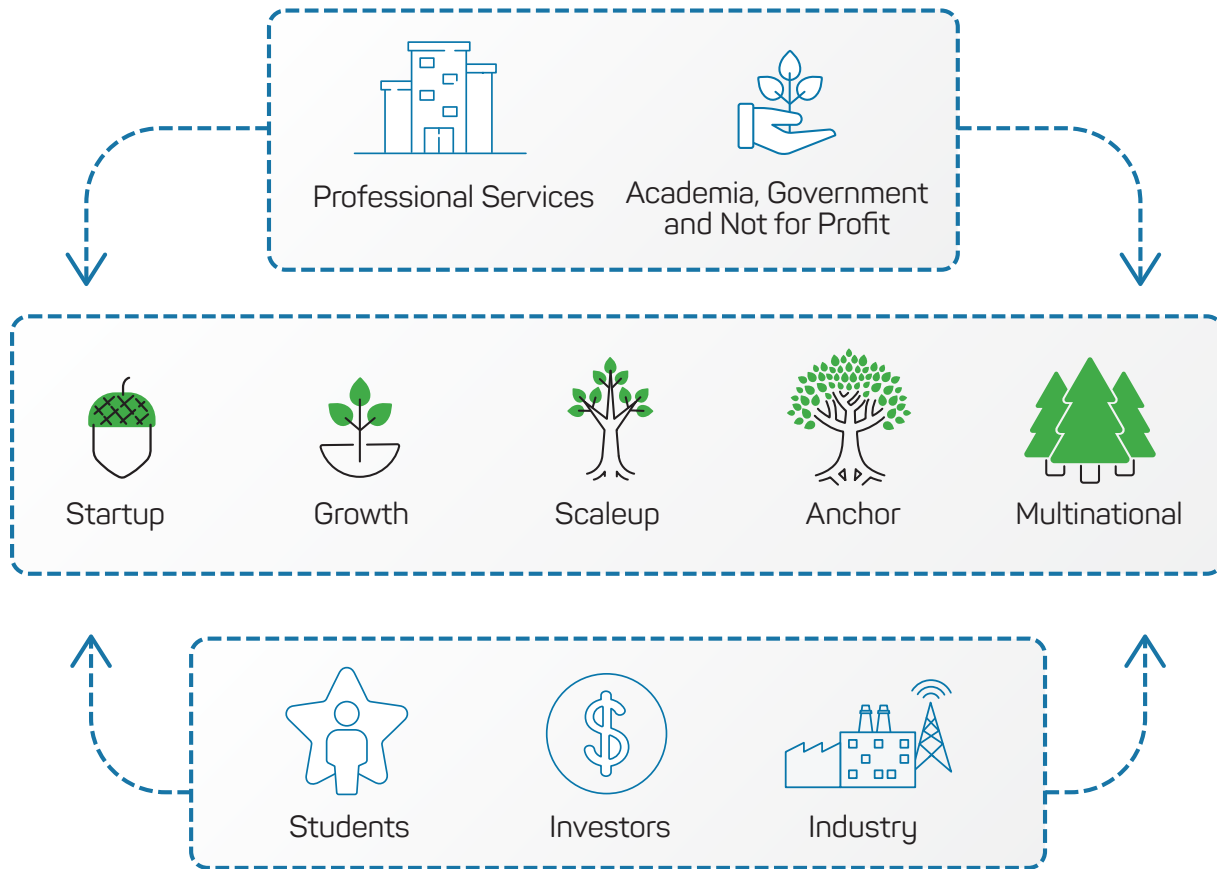 Professional Services
Academia, Government
and Not for Profit
Startup
Growth
Scaleup
Anchor
Multinational
Students
Investors
Industry